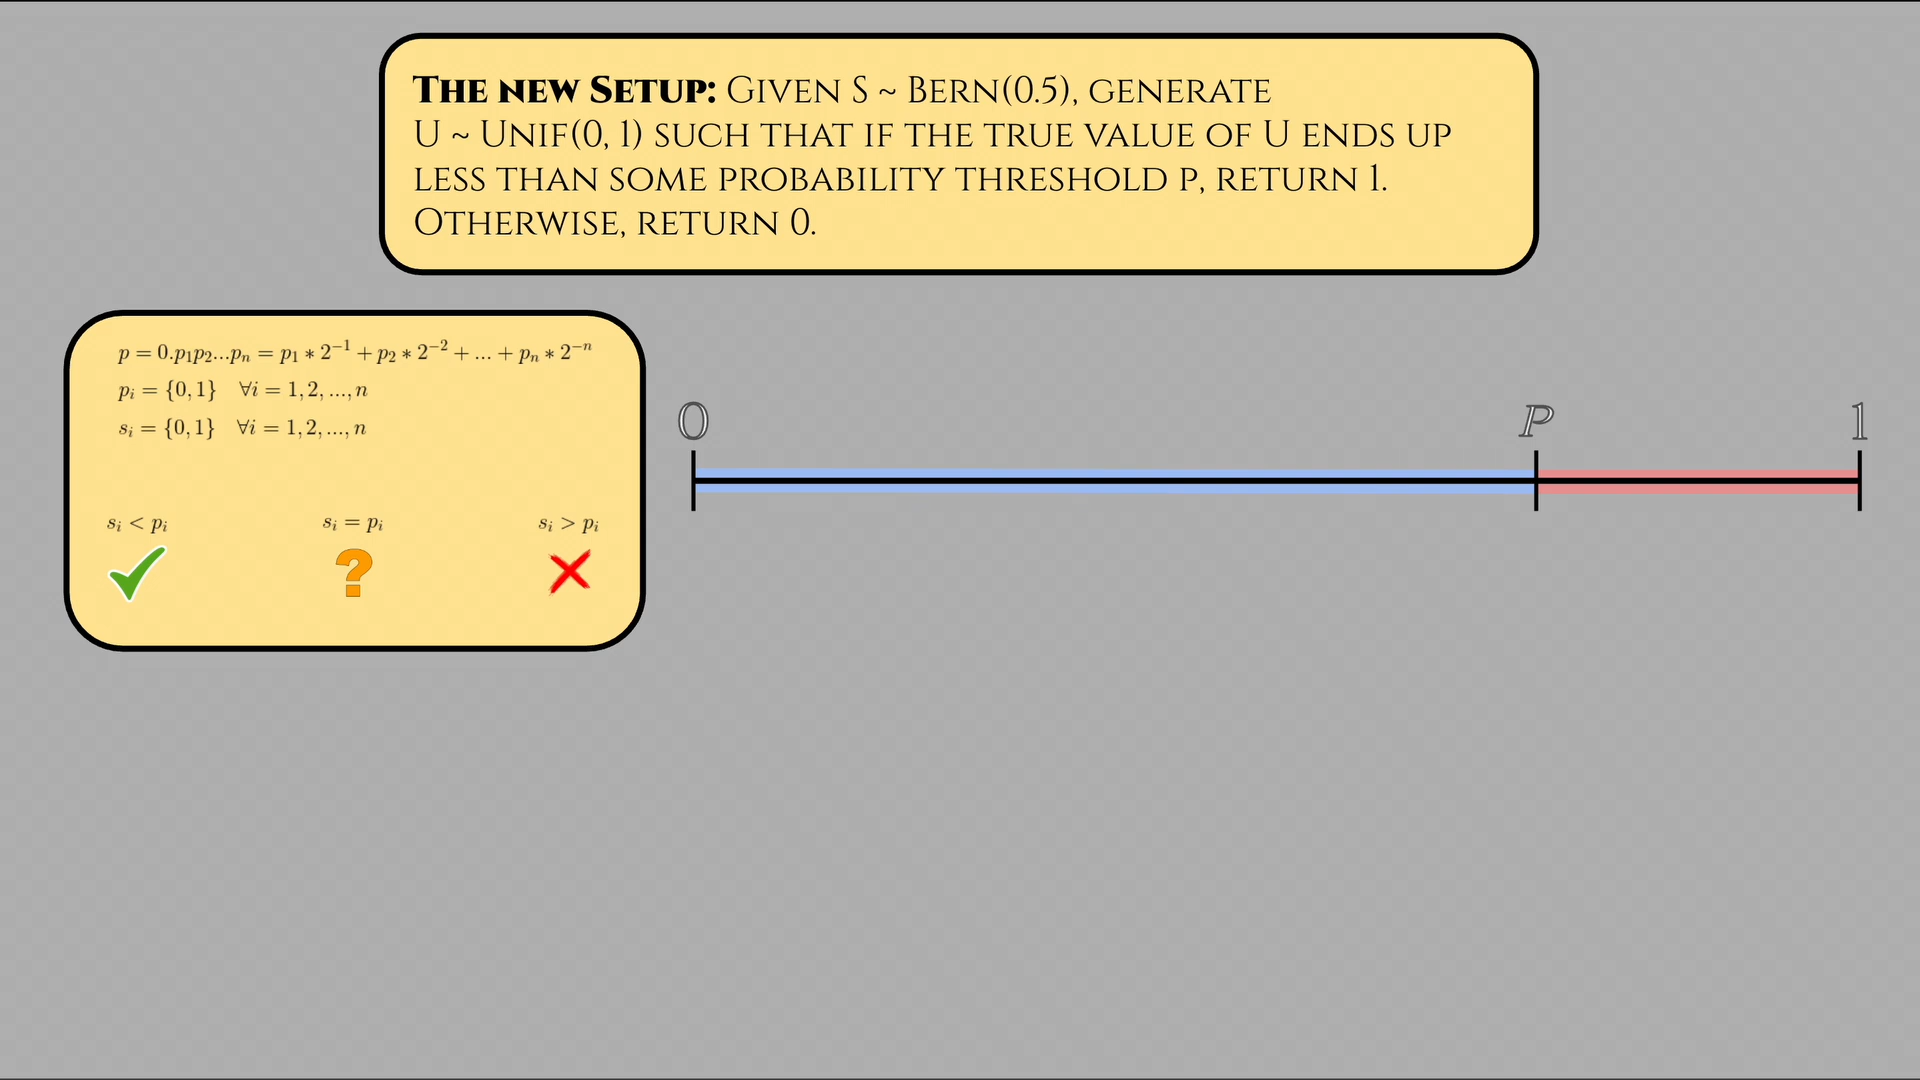 The new Setup: Given S ~ Bern(0.5), generate
U ~ Unif(0, 1) such that if the true value of U ends up
less than some probability threshold p, return 1.
Otherwise, return 0.
p = 0.p₁p₂...pₙ = p₁ * 2⁻¹ + p₂ * 2⁻² + ... + pₙ * 2⁻ⁿ
pᵢ = {0, 1} ∀i = 1, 2, ..., n
sᵢ = {0, 1} ∀i = 1, 2, ..., n
sᵢ < pᵢ sᵢ = pᵢ sᵢ > pᵢ
?
0 P 1